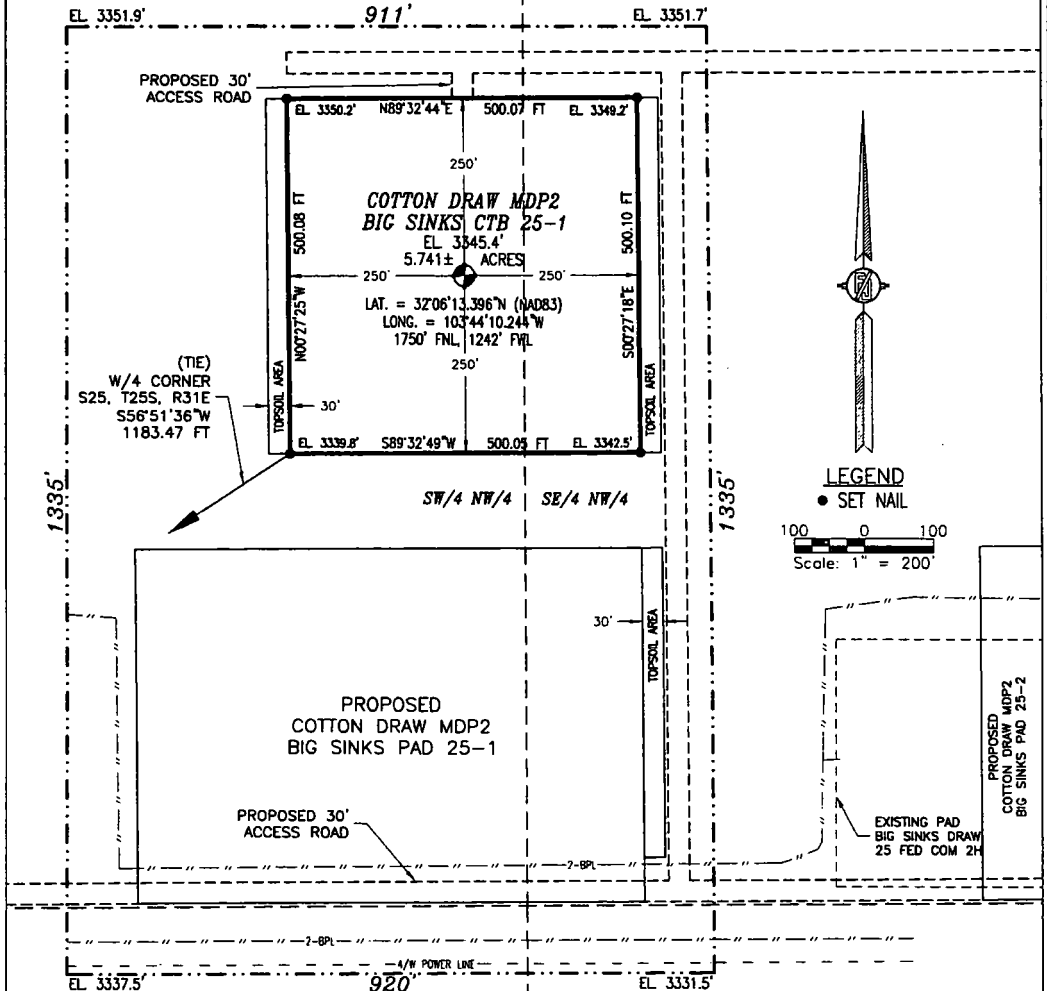 EL 3351.9'
911'
EL 3351.7'
PROPOSED 30'
ACCESS ROAD
EL 3350.2'
N89°32'44"E
500.07 FT
EL 3349.2'
250'
COTTON DRAW MDP2
BIG SINKS CTB 25-1
EL 3345.4'
5.741± ACRES
250'
250'
LAT. = 32°06'13.396"N (NAD83)
LONG. = 103°44'10.244"W
1750' FNL, 1242' FWL
250'
500.08 FT
N00°27'25"W
500.10 FT
S00°27'18"E
TOPSOIL AREA
TOPSOIL AREA
(TIE)
W/4 CORNER
S25, T25S, R31E
S56°51'36"W
1183.47 FT
30'
EL 3339.8'
S89°32'49"W
500.05 FT
EL 3342.5'
1335'
SW/4 NW/4
SE/4 NW/4
1335'
LEGEND
● SET NAIL
100 0 100
Scale: 1" = 200'
30'
TOPSOIL AREA
PROPOSED
COTTON DRAW MDP2
BIG SINKS PAD 25-1
PROPOSED
COTTON DRAW MDP2
BIG SINKS PAD 25-2
PROPOSED 30'
ACCESS ROAD
EXISTING PAD
BIG SINKS DRAW
25 FED COM 2H
2-BPL
2-BPL
4/W POWER LINE
EL 3337.5'
920'
EL 3331.5'